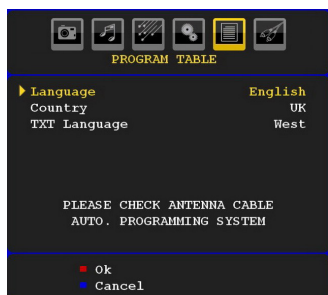 PROGRAM TABLE
Language English
Country UK
TXT Language West
PLEASE CHECK ANTENNA CABLE
AUTO. PROGRAMMING SYSTEM
Ok
Cancel